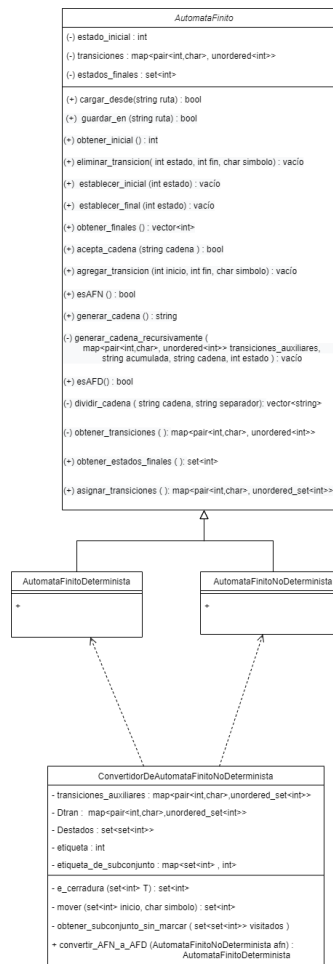 AutomataFinito
(-) estado_inicial : int
(-) transiciones : map<pair<int,char>, unordered<int>>
(-) estados_finales : set<int>
(+) cargar_desde(string ruta) : bool
(+) guardar_en (string ruta) : bool
(+) obtener_inicial () : int
(+) eliminar_transicion( int estado, int fin, char simbolo) : vacío
(+) establecer_inicial (int estado) : vacío
(+) establecer_final (int estado) : vacío
(+) obtener_finales () : vector<int>
(+) acepta_cadena (string cadena ) : bool
(+) agregar_transicion (int inicio, int fin, char simbolo) : vacío
(+) esAFN () : bool
(+) generar_cadena () : string
(-) generar_cadena_recursivamente (
map<pair<int,char>, unordered<int>> transiciones_auxiliares,
string acumulada, string cadena, int estado ) : vacío
(+) esAFD() : bool
(-) dividir_cadena ( string cadena, string separador): vector<string>
(-) obtener_transiciones ( ): map<pair<int,char>, unordered<int>>
(+) obtener_estados_finales ( ): set<int>
(+) asignar_transiciones ( ): map<pair<int,char>, unordered_set<int>>
AutomataFinitoDeterminista
+
AutomataFinitoNoDeterminista
+
ConvertidorDeAutomataFinitoNoDeterminista
- transiciones_auxiliares : map<pair<int,char>,unordered_set<int>>
- Dtran : map<pair<int,char>,unordered_set<int>>
- Destados : set<set<int>>
- etiqueta : int
- etiqueta_de_subconjunto : map<set<int> , int>
- e_cerradura (set<int> T) : set<int>
- mover (set<int> inicio, char simbolo) : set<int>
- obtener_subconjunto_sin_marcar ( set<set<int>> visitados )
+ convertir_AFN_a_AFD (AutomataFinitoNoDeterminista afn) :
AutomataFinitoDeterminista